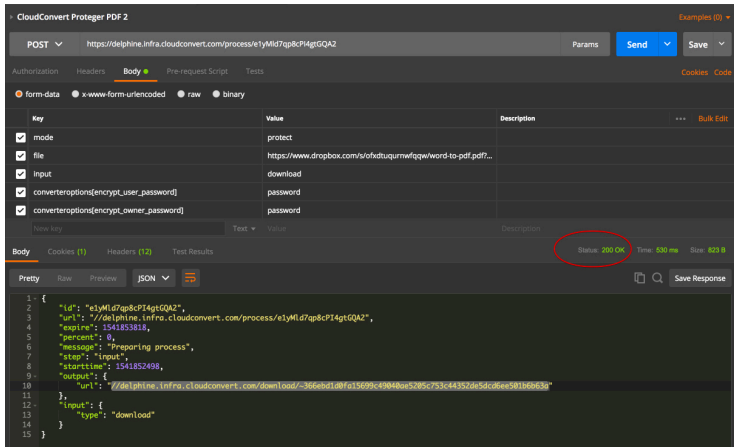 CloudConvert Proteger PDF 2 Examples (0)
POST https://delphine.infra.cloudconvert.com/process/e1yMld7qp8cPI4gtGQA2 Params Send Save
Authorization Headers Body Pre-request Script Tests Cookies Code
form-data x-www-form-urlencoded raw binary
Key Value Description ••• Bulk Edit
mode protect
file https://www.dropbox.com/s/ofxdtuqurnwfqqw/word-to-pdf.pdf?...
input download
converteroptions[encrypt_user_password] password
converteroptions[encrypt_owner_password] password
New key Text Value Description
Body Cookies (1) Headers (12) Test Results Status: 200 OK Time: 530 ms Size: 823 B
Pretty Raw Preview JSON Save Response
1 {
2 "id": "e1yMld7qp8cPI4gtGQA2",
3 "url": "//delphine.infra.cloudconvert.com/process/e1yMld7qp8cPI4gtGQA2",
4 "expire": 1541853818,
5 "percent": 0,
6 "message": "Preparing process",
7 "step": "input",
8 "starttime": 1541852498,
9 "output": {
10 "url": "//delphine.infra.cloudconvert.com/download/~366ebd1d0fa15699c49040ae5205c753c44352de5dcd6ee501b6b63a"
11 },
12 "input": {
13 "type": "download"
14 }
15 }